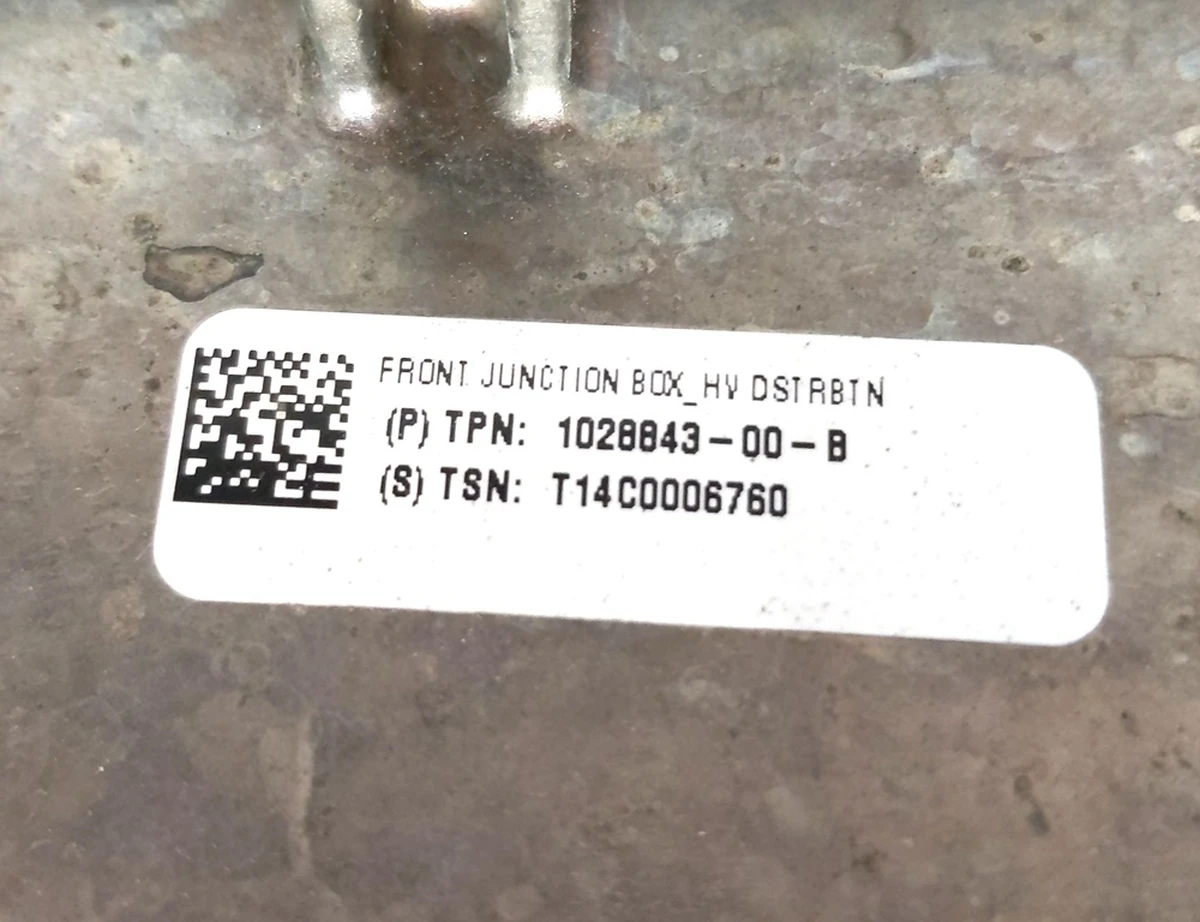 FRONT JUNCTION BOX_HV DSTRBTN
(P) TPN: 1028843-00-B
(S) TSN: T14C0006760